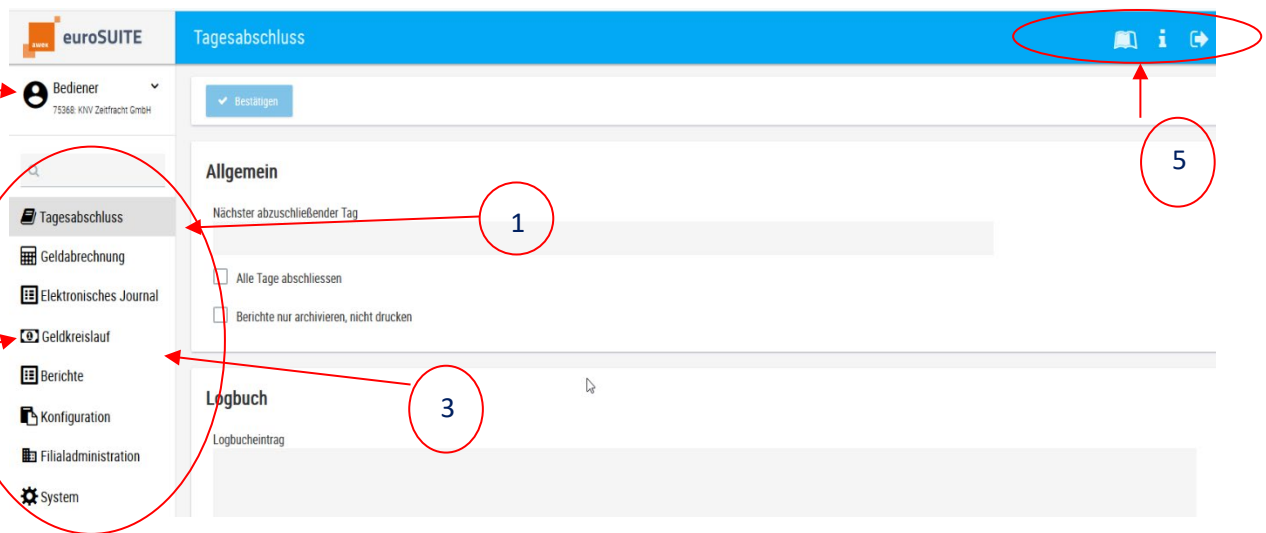 euroSUITE
Tagesabschluss
Bediener
75368: KNV Zeitfracht GmbH
Bestätigen
Allgemein
Nächster abzuschließender Tag
Alle Tage abschliessen
Berichte nur archivieren, nicht drucken
Logbuch
Logbucheintrag
Tagesabschluss
Geldabrechnung
Elektronisches Journal
Geldkreislauf
Berichte
Konfiguration
Filialadministration
System
1
3
5